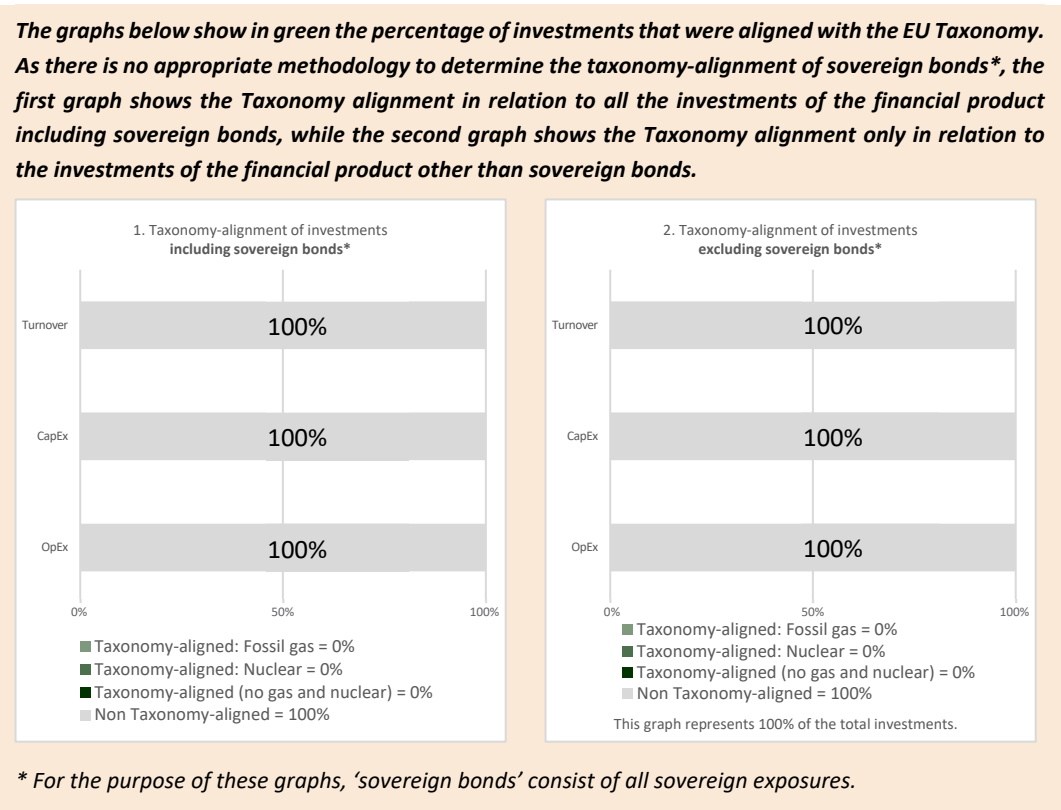 The graphs below show in green the percentage of investments that were aligned with the EU Taxonomy.
As there is no appropriate methodology to determine the taxonomy-alignment of sovereign bonds*, the
first graph shows the Taxonomy alignment in relation to all the investments of the financial product
including sovereign bonds, while the second graph shows the Taxonomy alignment only in relation to
the investments of the financial product other than sovereign bonds.
1. Taxonomy-alignment of investments
including sovereign bonds*
Turnover
100%
CapEx
100%
OpEx
100%
0%
50%
100%
Taxonomy-aligned: Fossil gas = 0%
Taxonomy-aligned: Nuclear = 0%
Taxonomy-aligned (no gas and nuclear) = 0%
Non Taxonomy-aligned = 100%
2. Taxonomy-alignment of investments
excluding sovereign bonds*
Turnover
100%
CapEx
100%
OpEx
100%
0%
50%
100%
Taxonomy-aligned: Fossil gas = 0%
Taxonomy-aligned: Nuclear = 0%
Taxonomy-aligned (no gas and nuclear) = 0%
Non Taxonomy-aligned = 100%
This graph represents 100% of the total investments.
* For the purpose of these graphs, ‘sovereign bonds’ consist of all sovereign exposures.